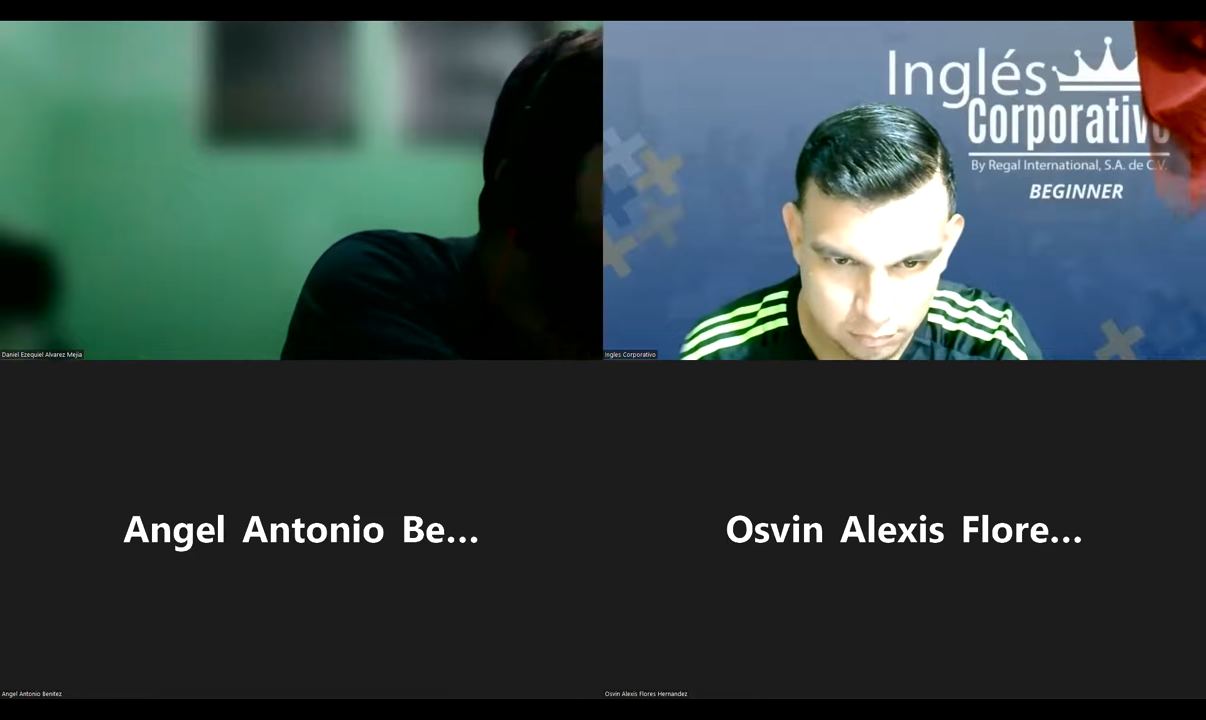 Inglés
Corporativo
By Regal International, S.A. de C.V.
BEGINNER
Daniel Ezequiel Alvarez Mejia
Ingles Corporativo
Angel Antonio Be...
Osvin Alexis Flore...
Angel Antonio Benitez
Osvin Alexis Flores Hernandez